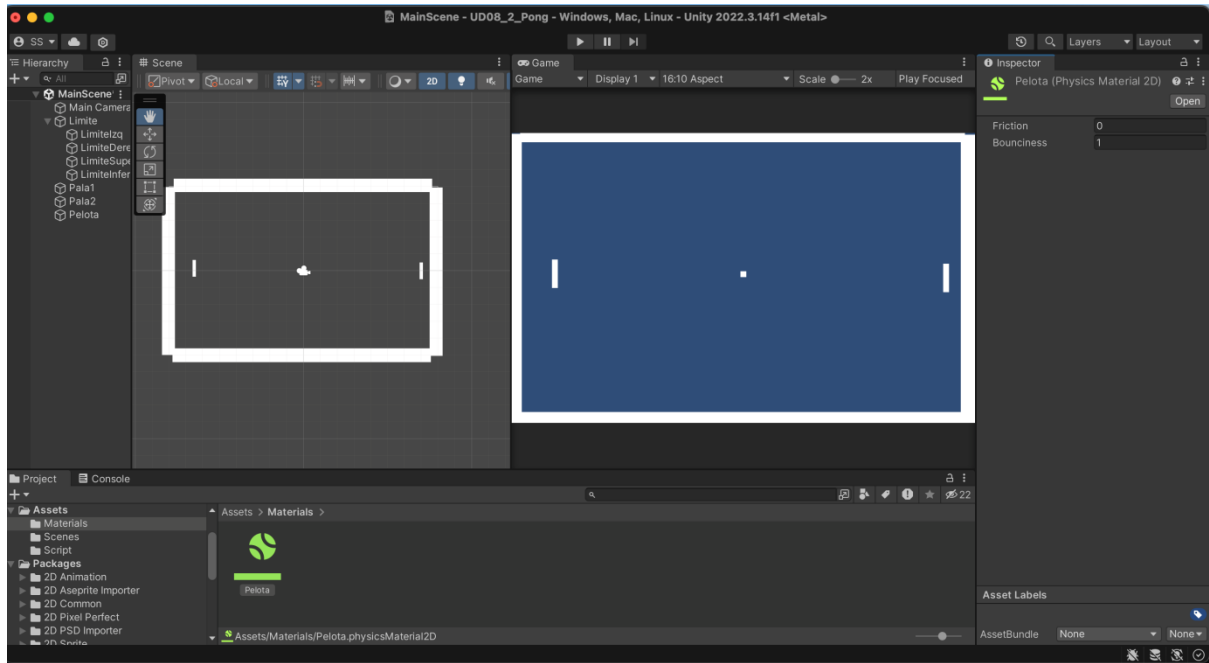 MainScene - UD08_2_Pong - Windows, Mac, Linux - Unity 2022.3.14f1 <Metal>
SS
Layers
Layout
Hierarchy
All
MainScene
Main Camera
Limite
LimiteIzq
LimiteDere
LimiteSupe
LimiteInfer
Pala1
Pala2
Pelota
Scene
Pivot
Local
2D
Game
Game
Display 1
16:10 Aspect
Scale
2x
Play Focused
Inspector
Pelota (Physics Material 2D)
Open
Friction
0
Bounciness
1
Project
Console
22
Assets
Materials
Scenes
Script
Packages
2D Animation
2D Aseprite Importer
2D Common
2D Pixel Perfect
2D PSD Importer
2D Sprite
Assets > Materials >
Pelota
Assets/Materials/Pelota.physicsMaterial2D
Asset Labels
AssetBundle
None
None